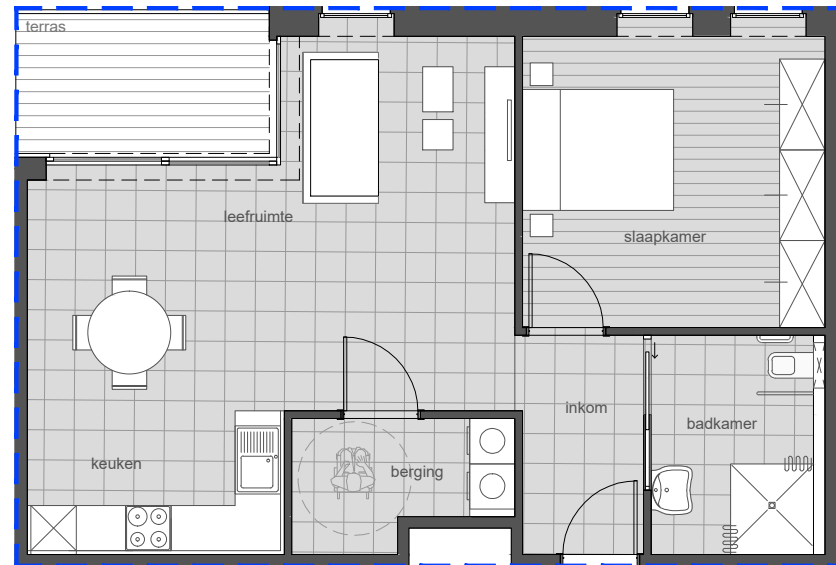 terras
leefruimte
slaapkamer
inkom
badkamer
keuken
berging